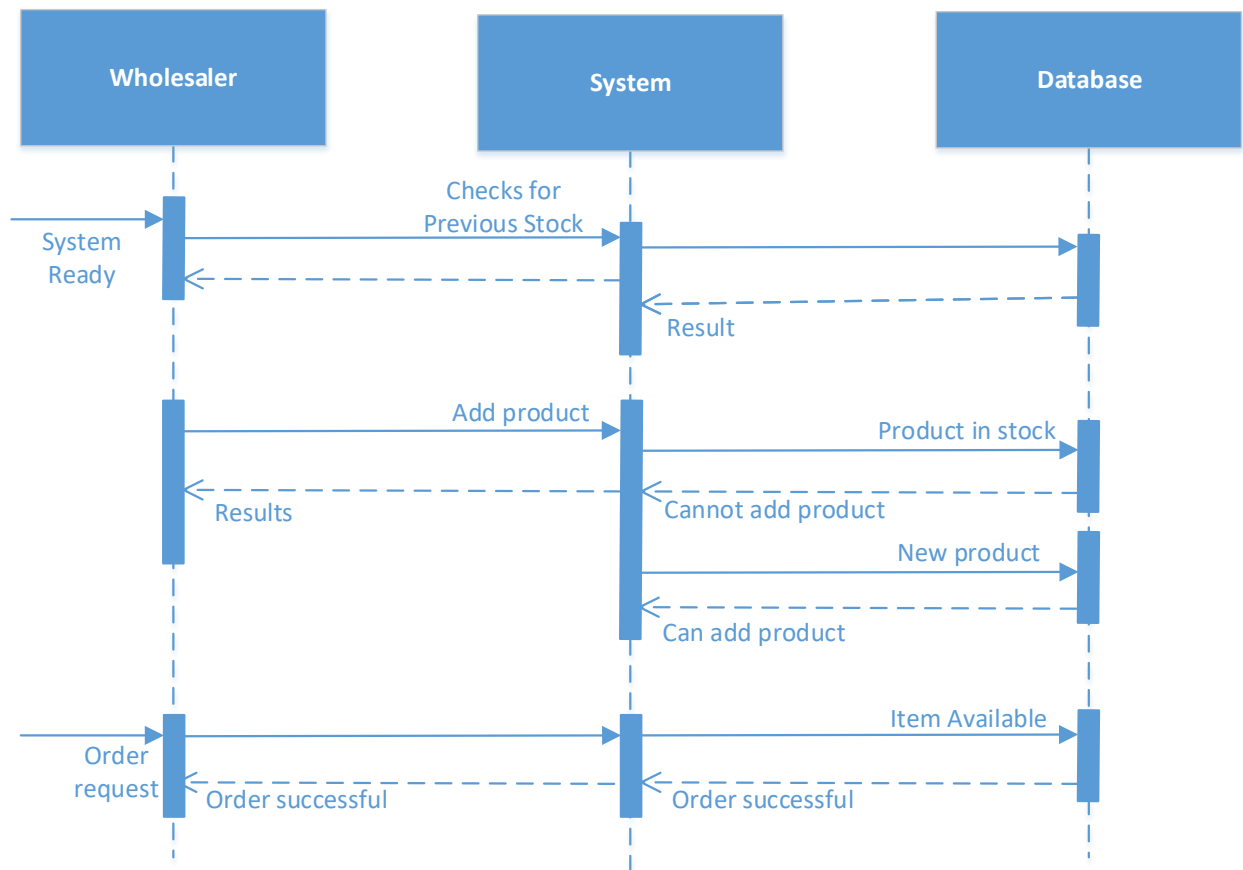 Wholesaler
System
Database
Checks for
Previous Stock
System
Ready
Result
Add product
Product in stock
Results
Cannot add product
New product
Can add product
Item Available
Order
request
Order successful
Order successful